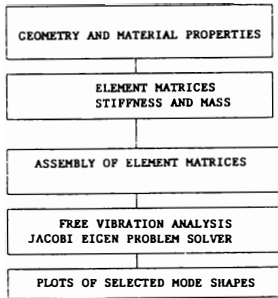 GEOMETRY AND MATERIAL PROPERTIES
ELEMENT MATRICES
STIFFNESS AND MASS
ASSEMBLY OF ELEMENT MATRICES
FREE VIBRATION ANALYSIS
JACOBI EIGEN PROBLEM SOLVER
PLOTS OF SELECTED MODE SHAPES